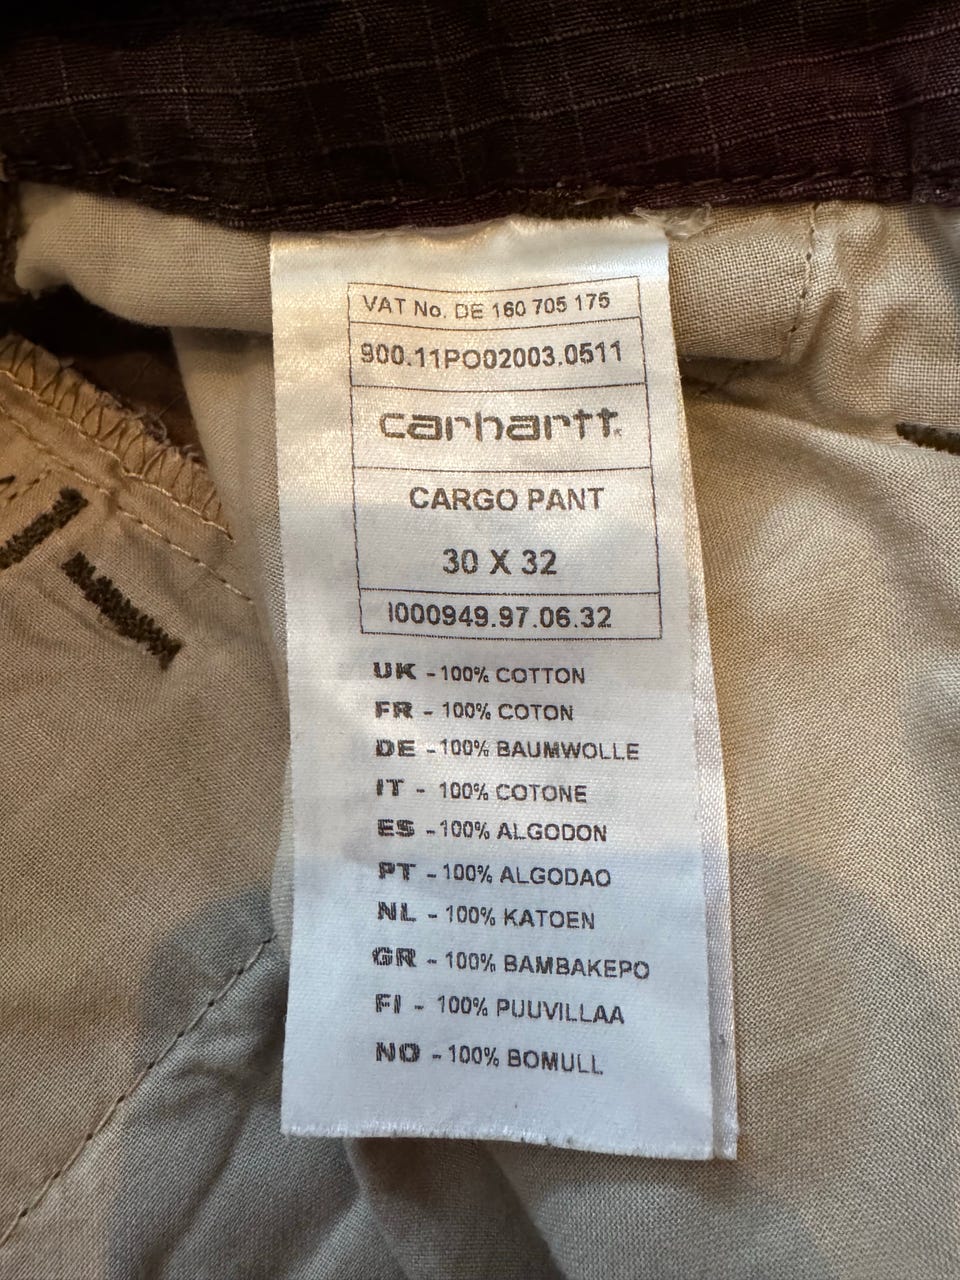 VAT No. DE 160 705 175
900.11PO02003.0511
carhartt.
CARGO PANT
30 X 32
I000949.97.06.32
UK - 100% COTTON
FR - 100% COTON
DE - 100% BAUMWOLLE
IT - 100% COTONE
ES - 100% ALGODON
PT - 100% ALGODAO
NL - 100% KATOEN
GR - 100% BAMBAKEPO
FI - 100% PUUVILLAA
NO - 100% BOMULL